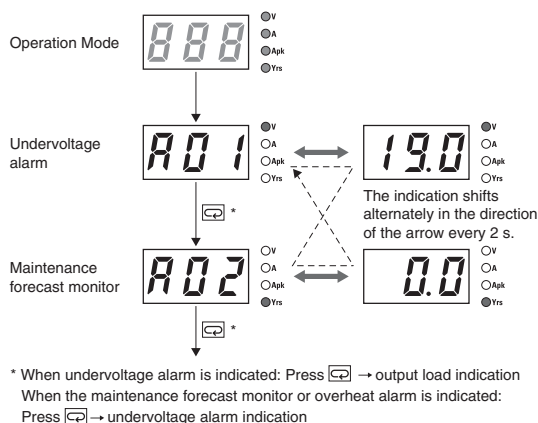 Operation Mode
888
V
A
Apk
Yrs
Undervoltage
alarm
A01
V
A
Apk
Yrs
19.0
V
A
Apk
Yrs
The indication shifts
alternately in the direction
of the arrow every 2 s.
*
Maintenance
forecast monitor
A02
V
A
Apk
Yrs
0.0
V
A
Apk
Yrs
*
* When undervoltage alarm is indicated: Press → output load indication
When the maintenance forecast monitor or overheat alarm is indicated:
Press → undervoltage alarm indication